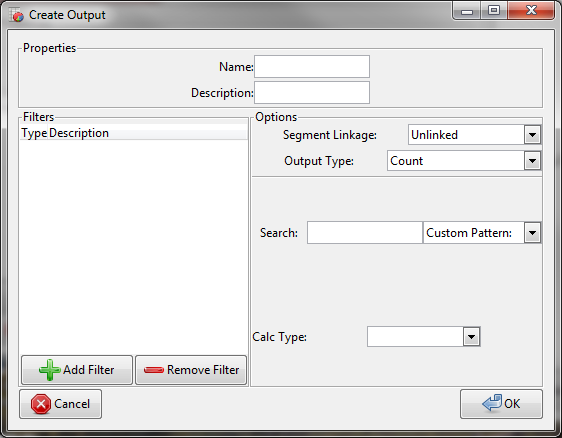 Create Output
Properties
Name:
Description:
Filters
Type Description
Add Filter
Remove Filter
Options
Segment Linkage: Unlinked
Output Type: Count
Search: Custom Pattern:
Calc Type:
Cancel
OK